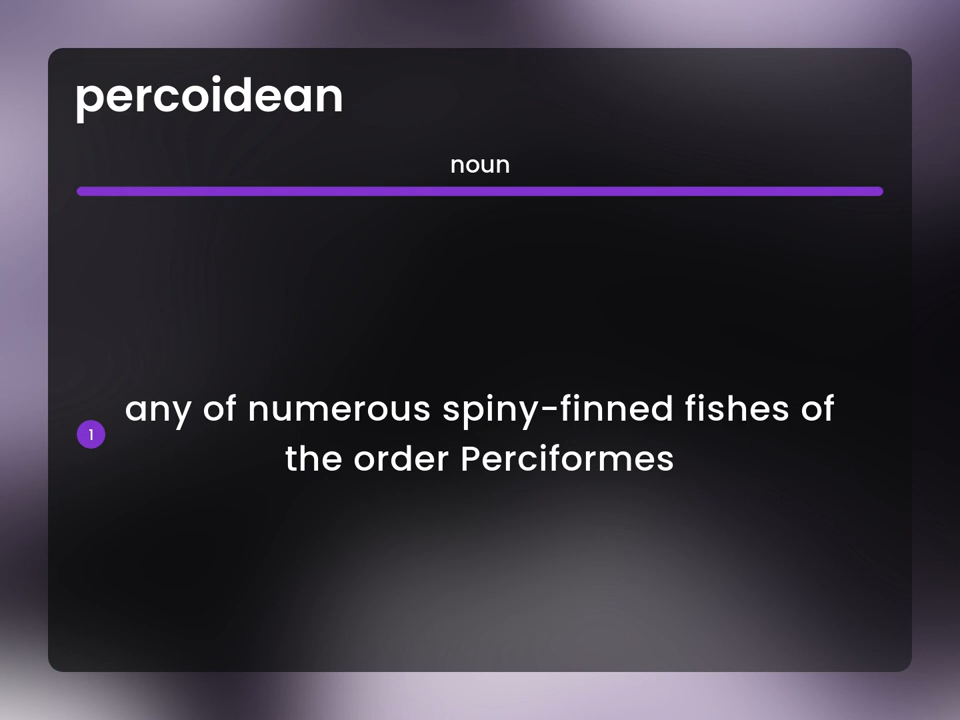 percoidean
noun
1
any of numerous spiny-finned fishes of
the order Perciformes